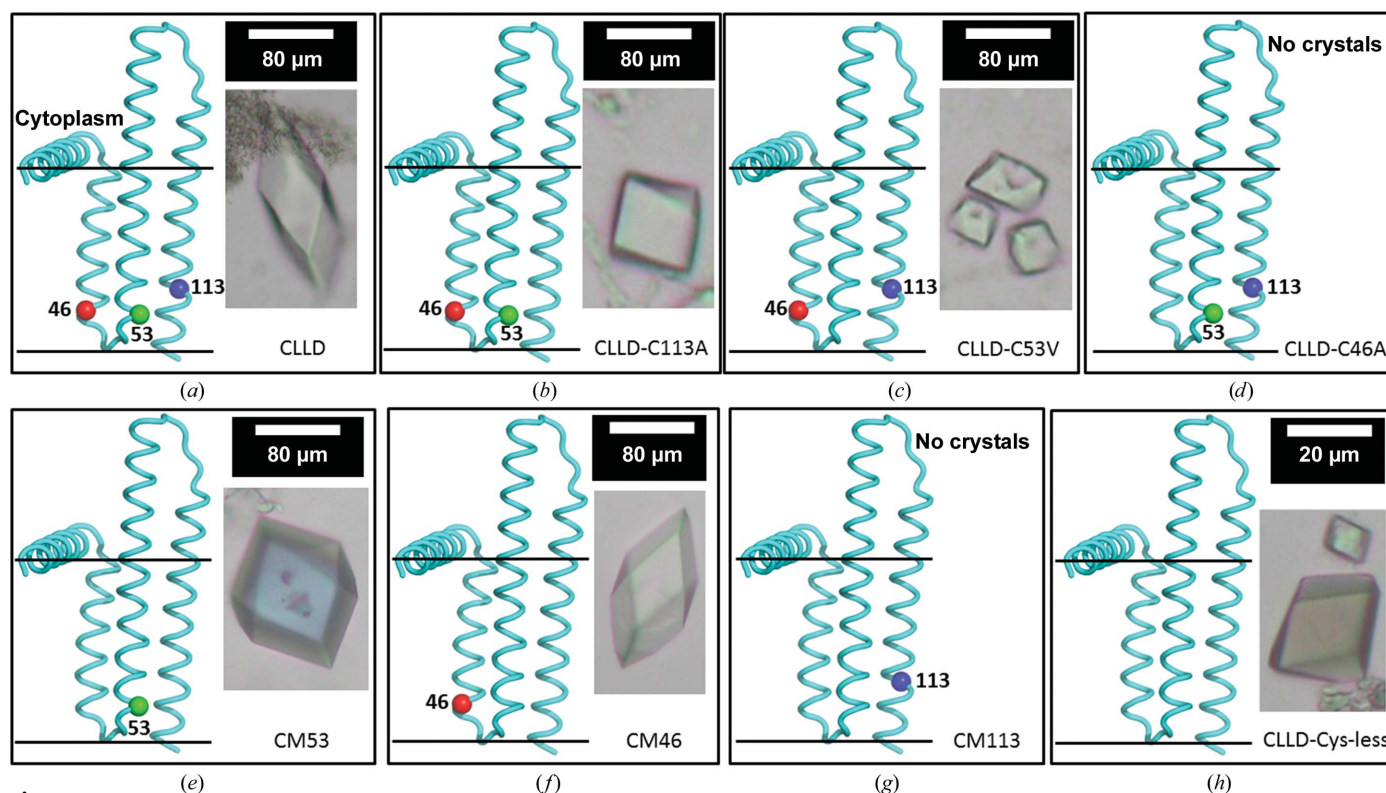 80 µm
80 µm
80 µm
No crystals
Cytoplasm
46
53
113
CLLD
46
53
CLLD-C113A
46
113
CLLD-C53V
53
113
CLLD-C46A
(a)
(b)
(c)
(d)
80 µm
80 µm
No crystals
20 µm
53
CM53
46
CM46
113
CM113
CLLD-Cys-less
(e)
(f)
(g)
(h)